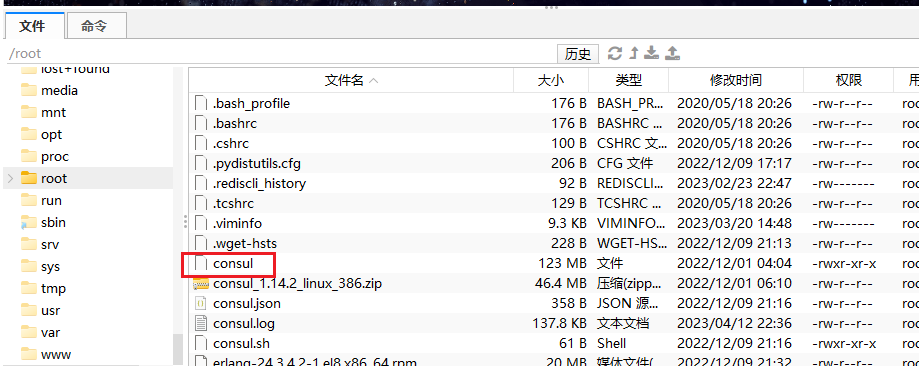 文件 命令
/root 历史
lost+found
media
mnt
opt
proc
root
run
sbin
srv
sys
tmp
usr
var
www
文件名 大小 类型 修改时间 权限 用
.bash_profile 176 B BASH_PR... 2020/05/18 20:26 -rw-r--r-- roo
.bashrc 176 B BASHRC ... 2020/05/18 20:26 -rw-r--r-- roo
.cshrc 100 B CSHRC 文... 2020/05/18 20:26 -rw-r--r-- roo
.pydistutils.cfg 206 B CFG 文件 2022/12/09 17:17 -rw-r--r-- roo
.rediscli_history 92 B REDISCLI... 2023/02/23 22:47 -rw------- roo
.tcshrc 129 B TCSHRC ... 2020/05/18 20:26 -rw-r--r-- roo
.viminfo 9.3 KB VIMINFO... 2023/03/20 14:48 -rw------- roo
.wget-hsts 228 B WGET-HS... 2022/12/09 21:13 -rw-r--r-- roo
consul 123 MB 文件 2022/12/01 04:04 -rwxr-xr-x roo
consul_1.14.2_linux_386.zip 46.4 MB 压缩(zipp... 2022/12/01 06:10 -rw-r--r-- roo
consul.json 358 B JSON 源... 2022/12/09 21:16 -rw-r--r-- roo
consul.log 137.8 KB 文本文档 2023/04/12 22:36 -rw-r--r-- roo
consul.sh 61 B Shell 2022/12/09 21:16 -rwxr-xr-x roo
erlang-24.3.4.2-1.el8.x86_64.rpm 20 MB 媒体文件(... 2022/12/09 21:16 -rw-r--r-- roo